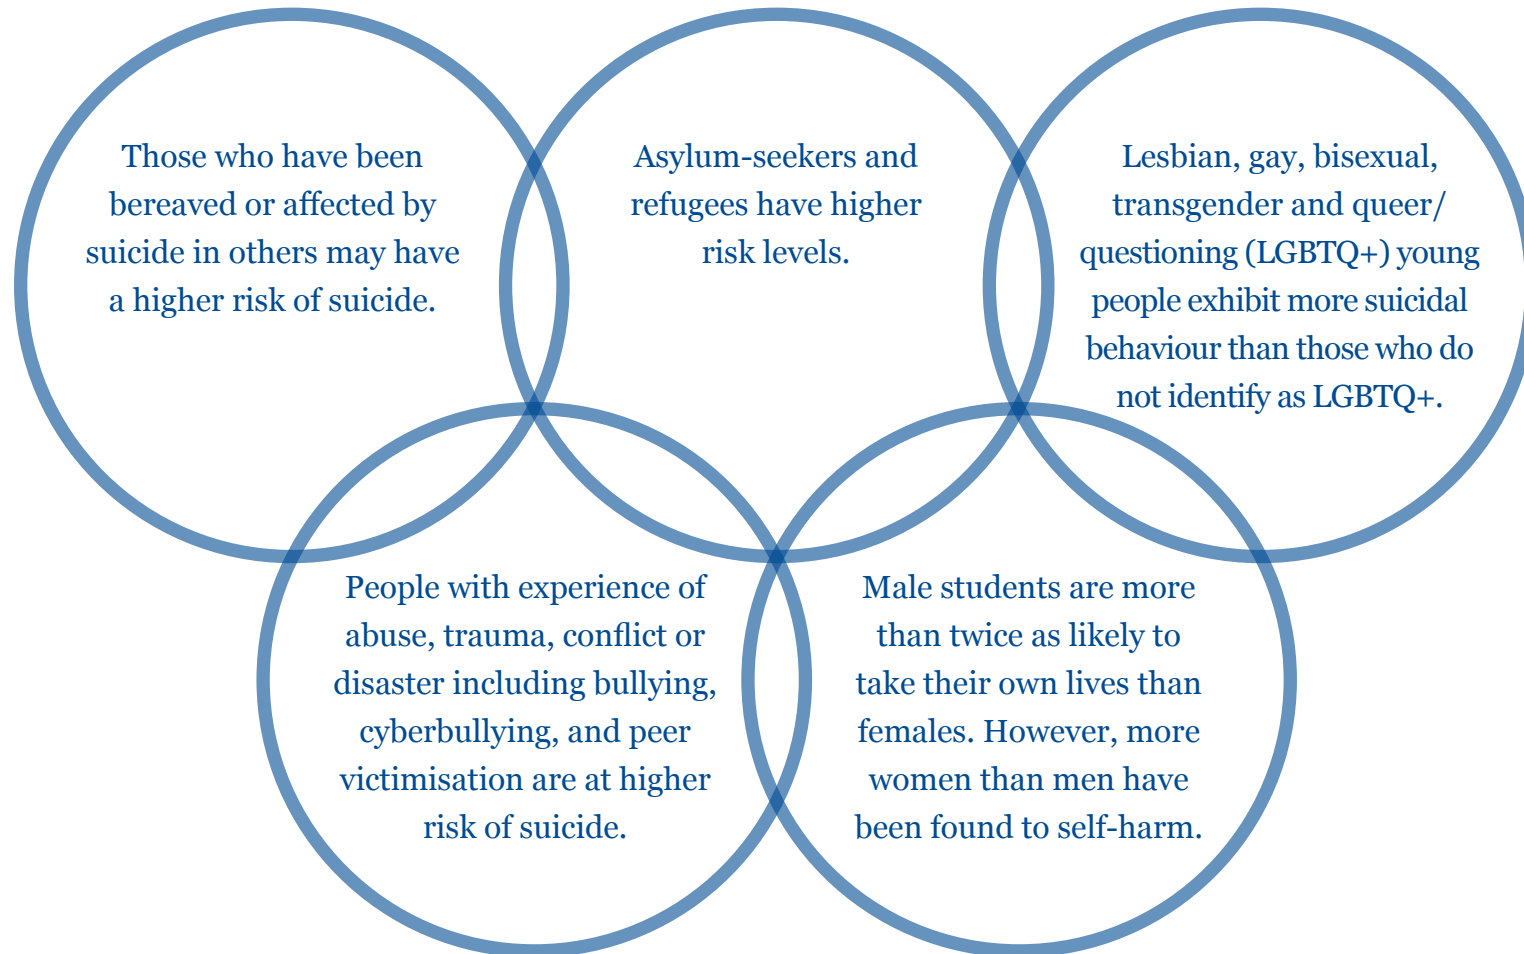 Those who have been
bereaved or affected by
suicide in others may have
a higher risk of suicide.
Asylum-seekers and
refugees have higher
risk levels.
Lesbian, gay, bisexual,
transgender and queer/
questioning (LGBTQ+) young
people exhibit more suicidal
behaviour than those who do
not identify as LGBTQ+.
People with experience of
abuse, trauma, conflict or
disaster including bullying,
cyberbullying, and peer
victimisation are at higher
risk of suicide.
Male students are more
than twice as likely to
take their own lives than
females. However, more
women than men have
been found to self-harm.